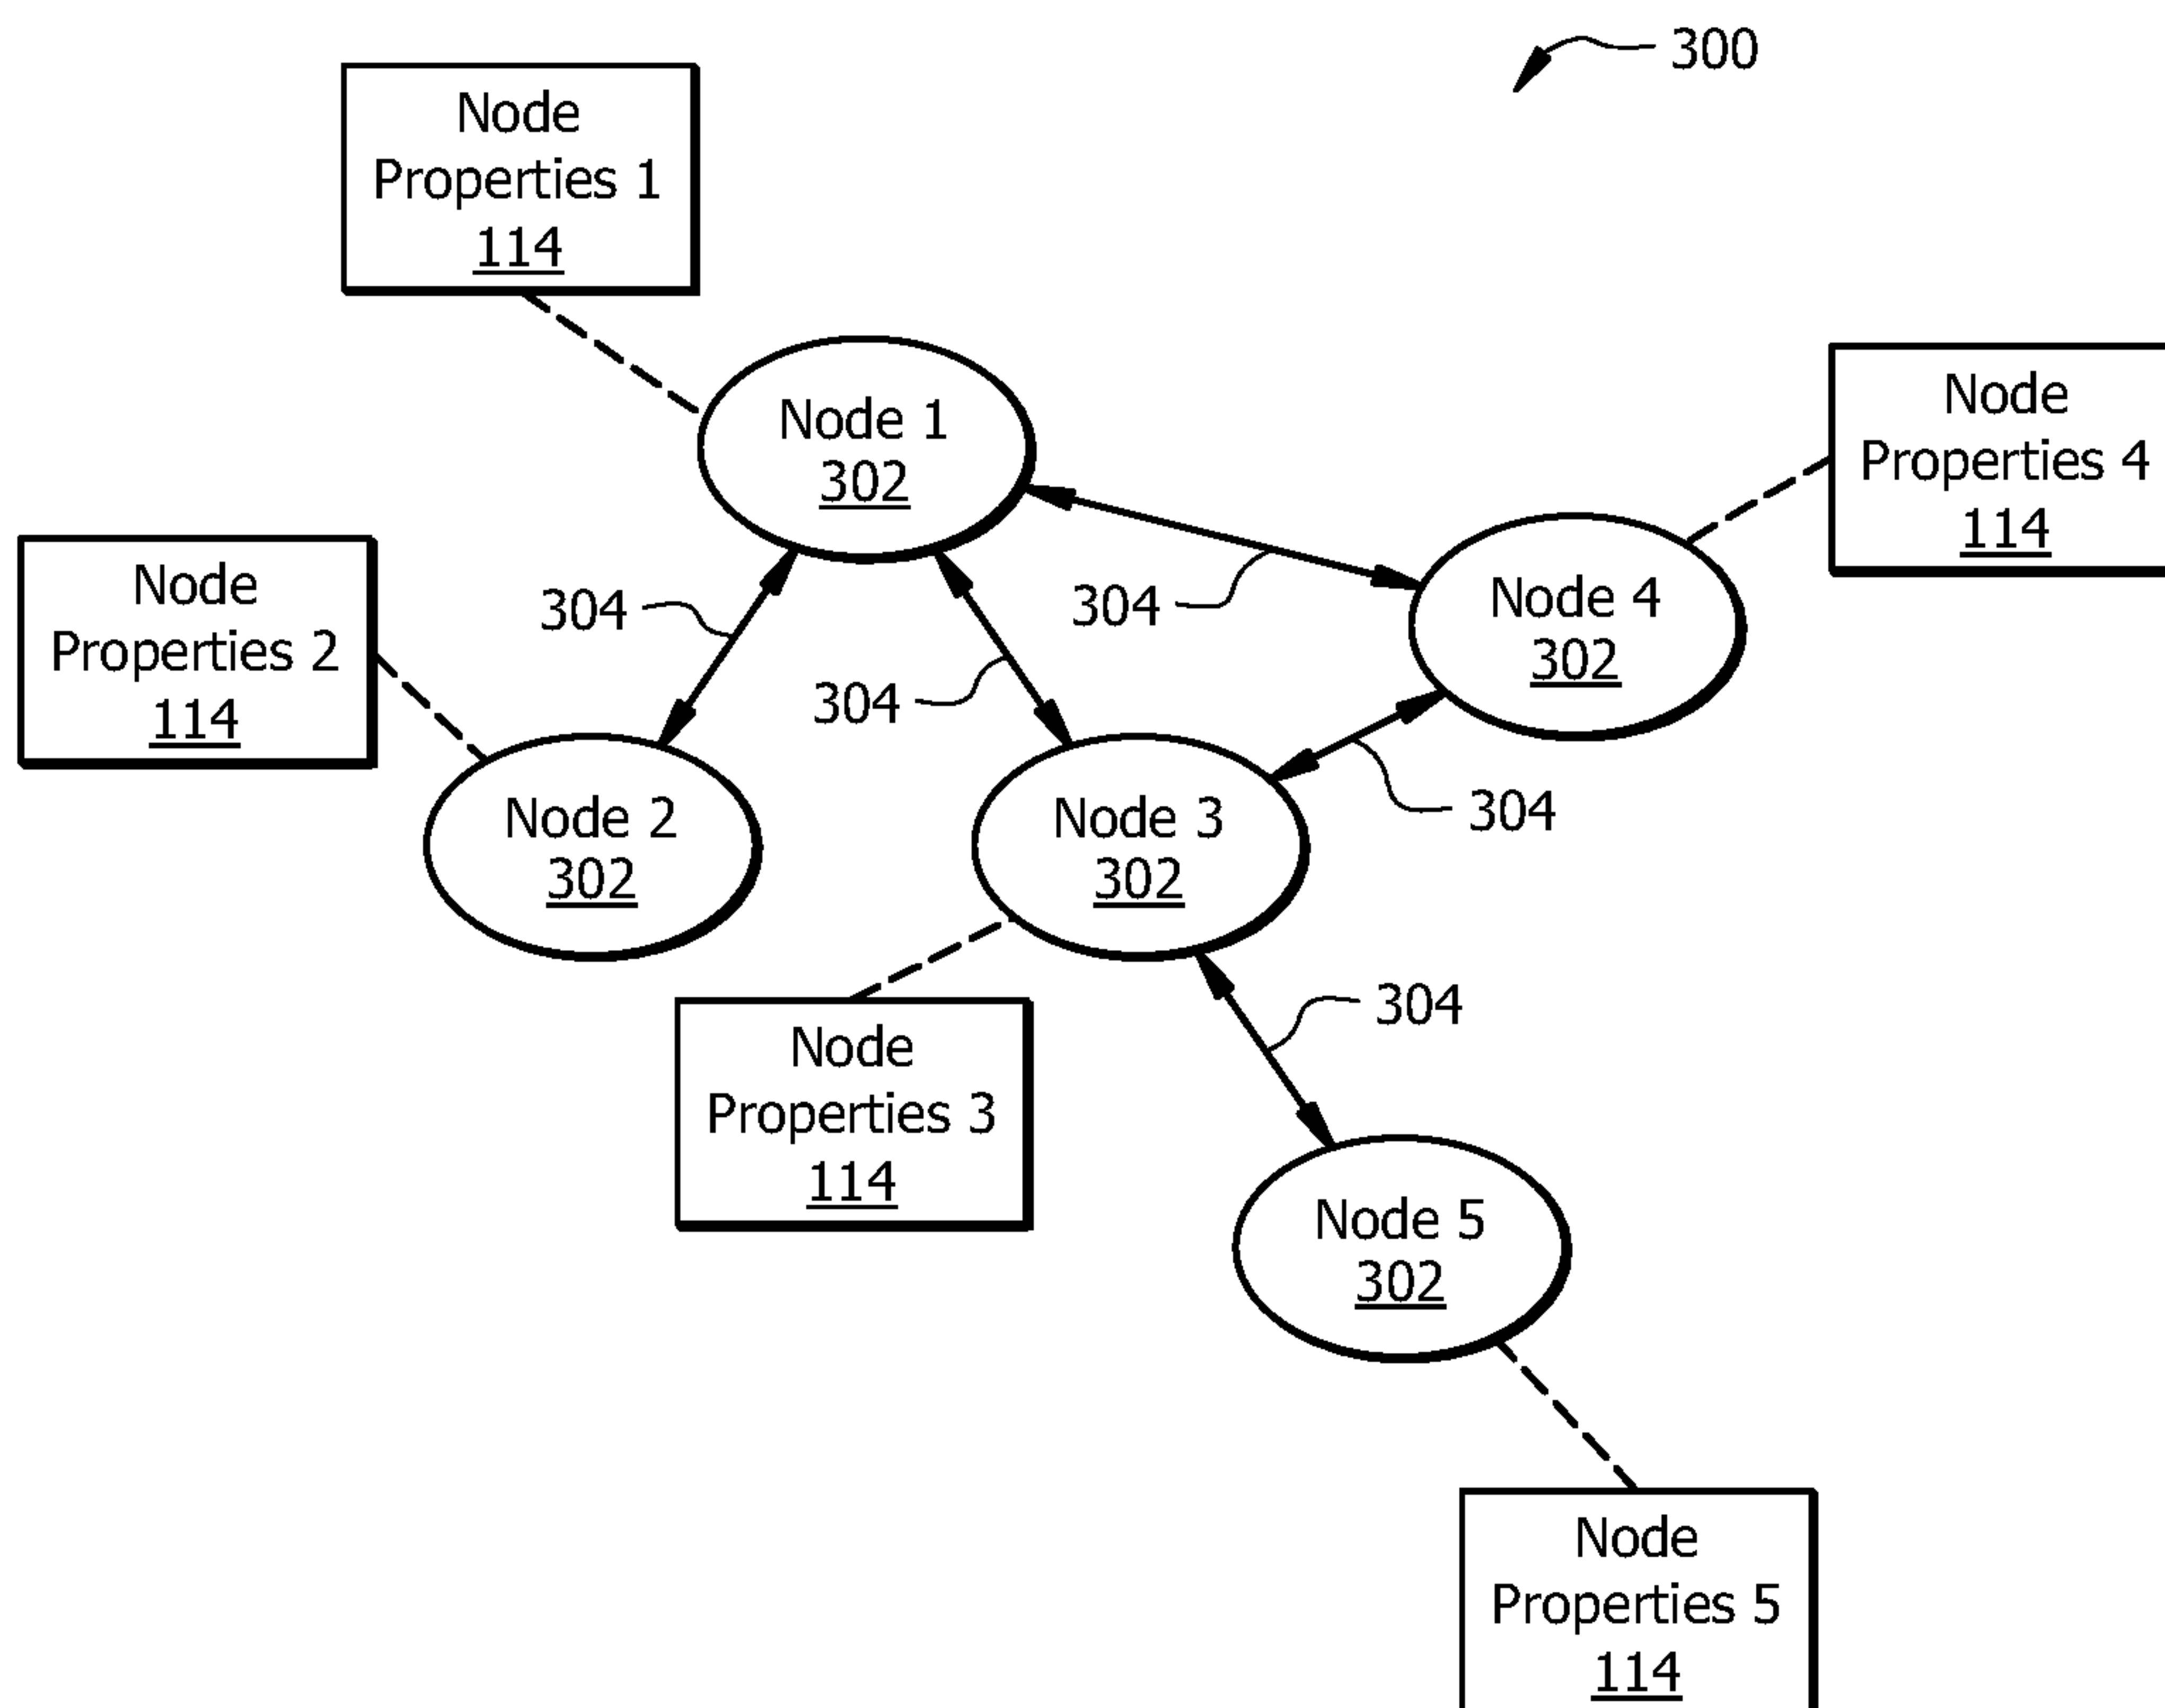 300
Node
Properties 1
114
Node 1
302
Node
Properties 4
114
Node
Properties 2
114
304
304
Node 4
302
304
Node 2
302
Node 3
302
304
304
Node
Properties 3
114
Node 5
302
Node
Properties 5
114